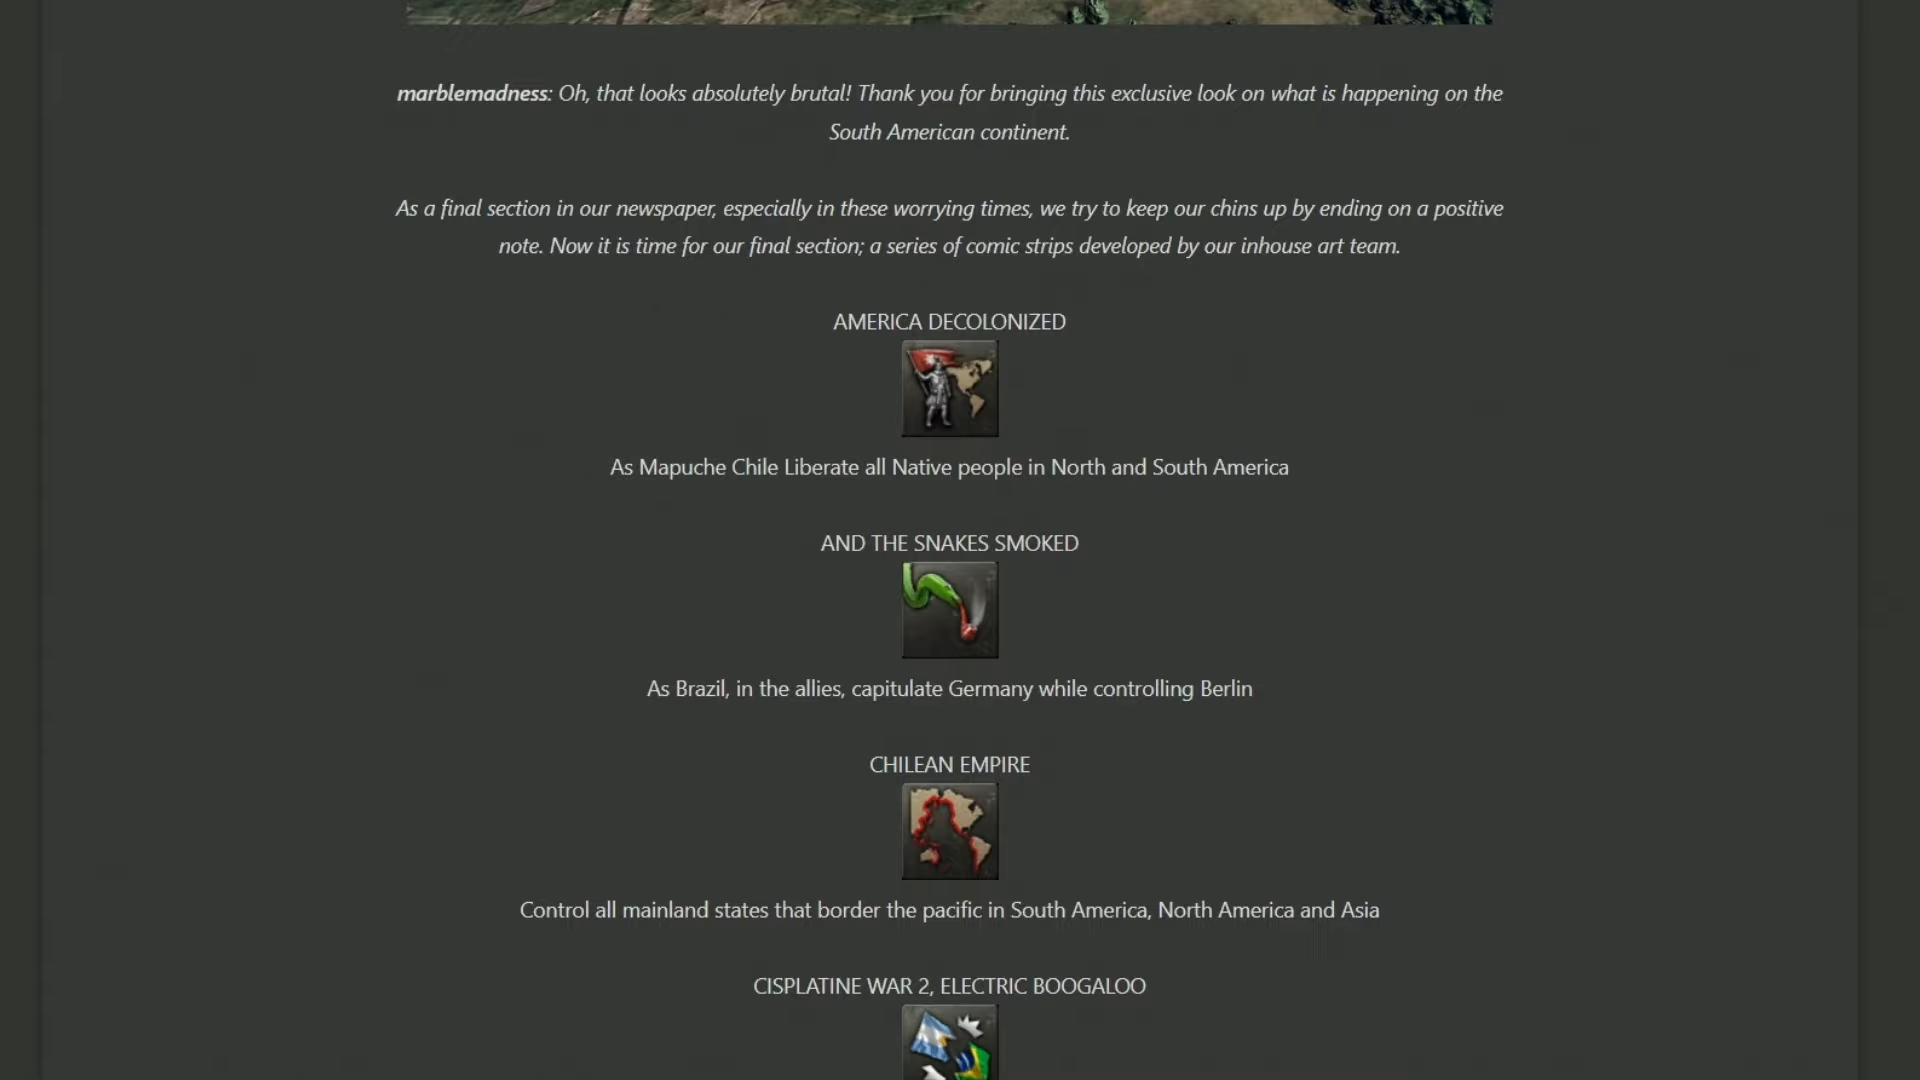 marblemadness: Oh, that looks absolutely brutal! Thank you for bringing this exclusive look on what is happening on the
South American continent.
As a final section in our newspaper, especially in these worrying times, we try to keep our chins up by ending on a positive
note. Now it is time for our final section; a series of comic strips developed by our inhouse art team.
AMERICA DECOLONIZED
As Mapuche Chile Liberate all Native people in North and South America
AND THE SNAKES SMOKED
As Brazil, in the allies, capitulate Germany while controlling Berlin
CHILEAN EMPIRE
Control all mainland states that border the pacific in South America, North America and Asia
CISPLATINE WAR 2, ELECTRIC BOOGALOO